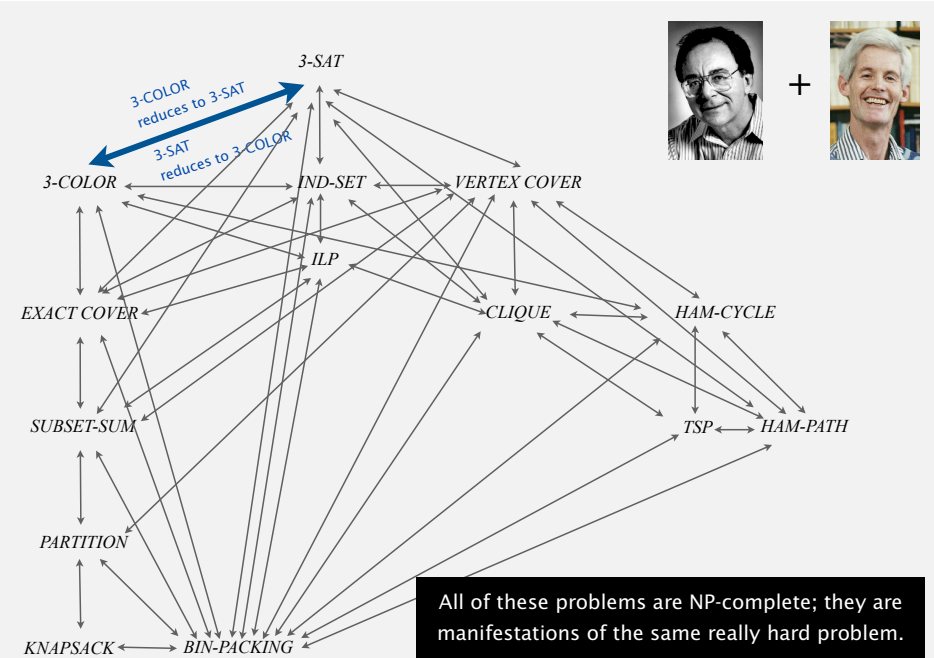 3-SAT
3-COLOR
reduces to 3-SAT
3-SAT
reduces to 3-COLOR
+
3-COLOR
IND-SET
VERTEX COVER
ILP
EXACT COVER
CLIQUE
HAM-CYCLE
SUBSET-SUM
TSP
HAM-PATH
PARTITION
All of these problems are NP-complete; they are
manifestations of the same really hard problem.
KNAPSACK
BIN-PACKING